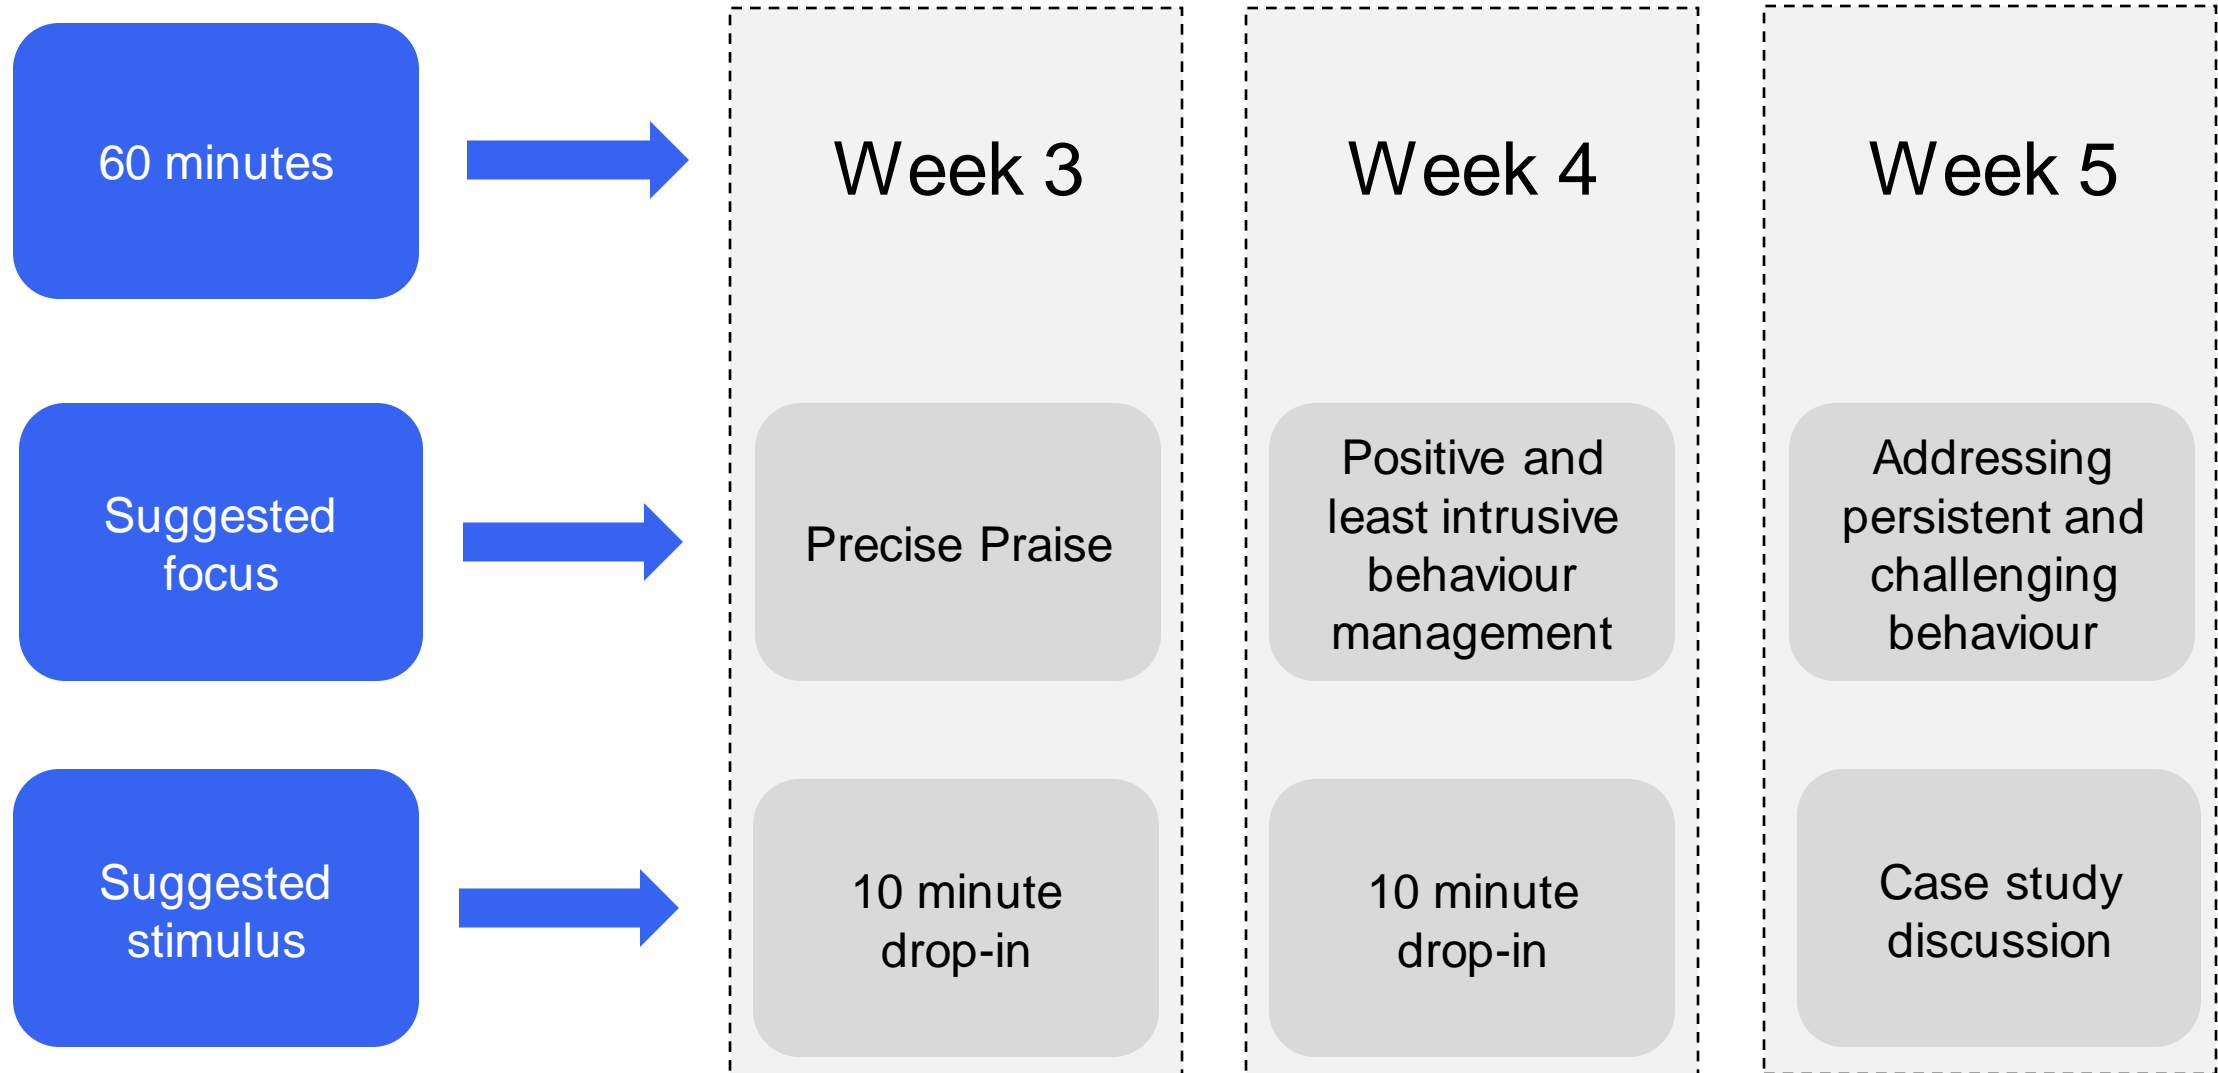 60 minutes
Week 3
Week 4
Week 5
Suggested
focus
Precise Praise
Positive and
least intrusive
behaviour
management
Addressing
persistent and
challenging
behaviour
Suggested
stimulus
10 minute
drop-in
10 minute
drop-in
Case study
discussion